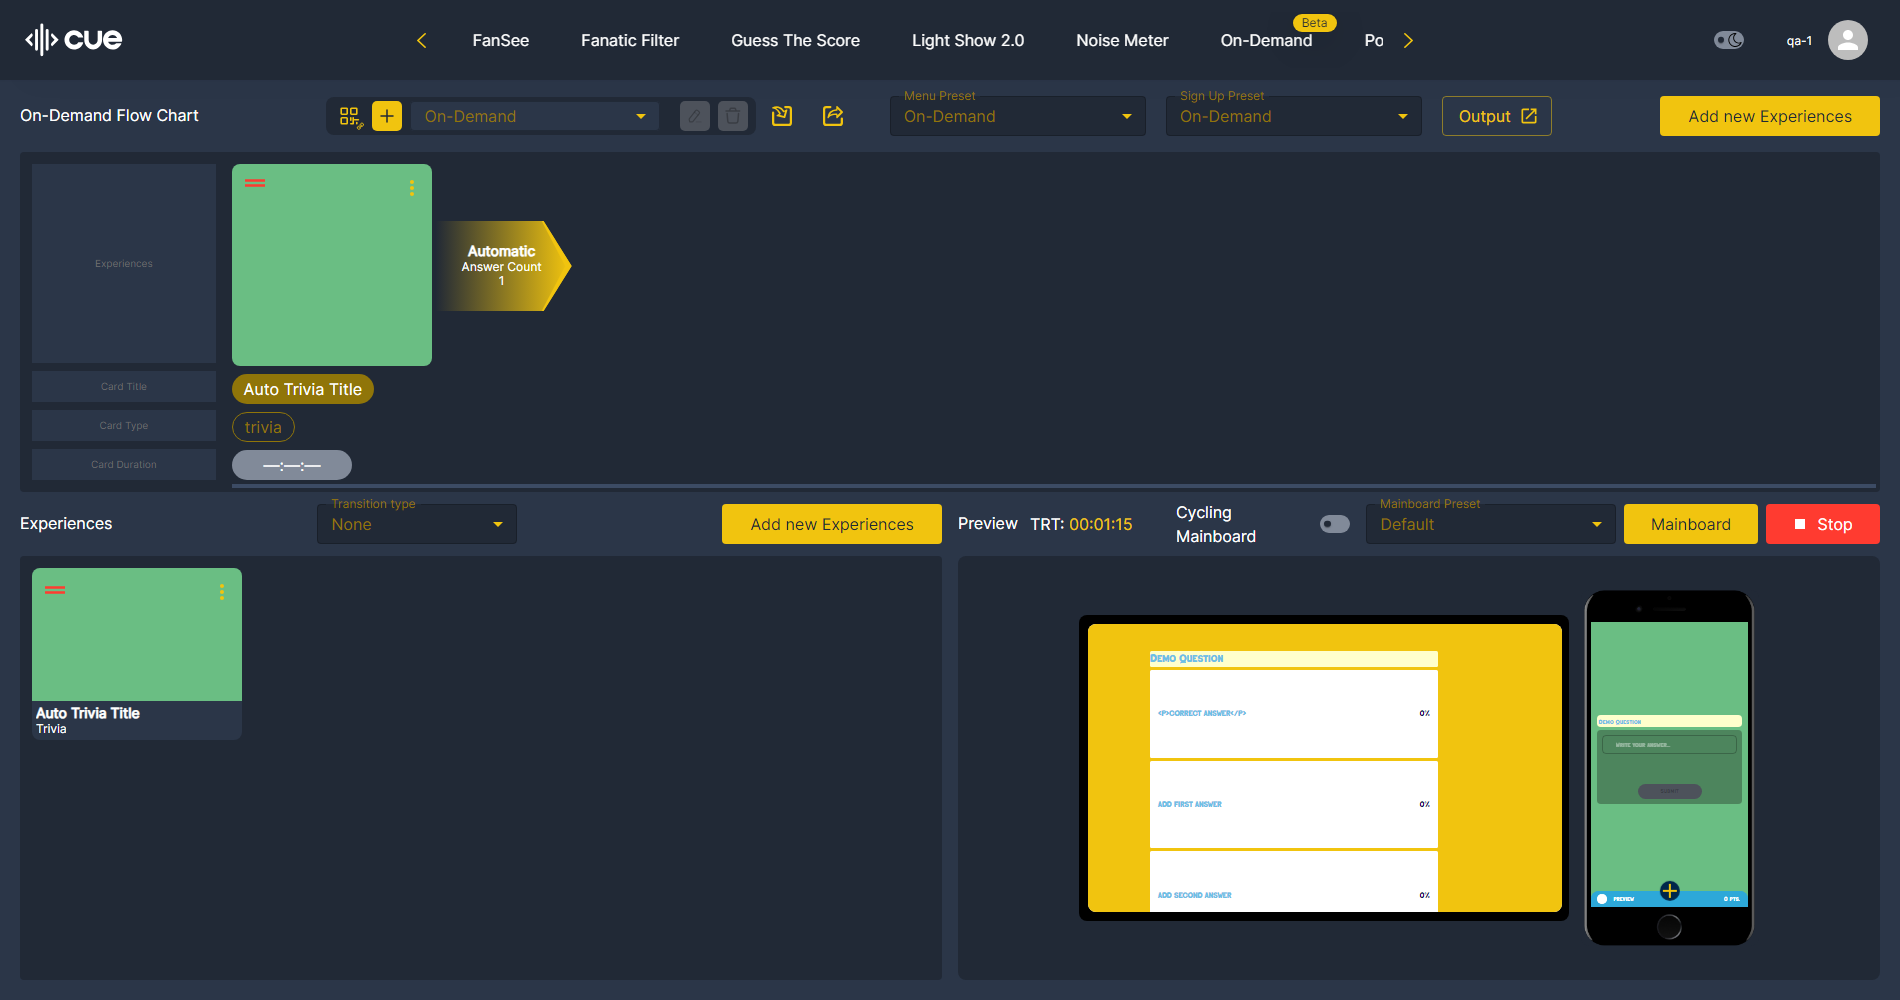 cue
FanSee
Fanatic Filter
Guess The Score
Light Show 2.0
Noise Meter
On-Demand
Beta
Po
qa-1
On-Demand Flow Chart
On-Demand
Menu Preset
On-Demand
Sign Up Preset
On-Demand
Output
Add new Experiences
Experiences
Automatic
Answer Count
1
Card Title
Auto Trivia Title
Card Type
trivia
Card Duration
—:—:—
Experiences
Transition type
None
Add new Experiences
Preview
TRT: 00:01:15
Cycling
Mainboard
Mainboard Preset
Default
Mainboard
Stop
Auto Trivia Title
Trivia
Demo Question
<P>CORRECT ANSWER</P>
0%
ADD FIRST ANSWER
0%
ADD SECOND ANSWER
0%
Demo Question
WRITE YOUR ANSWER...
SUBMIT
PREVIEW
0 PTS.